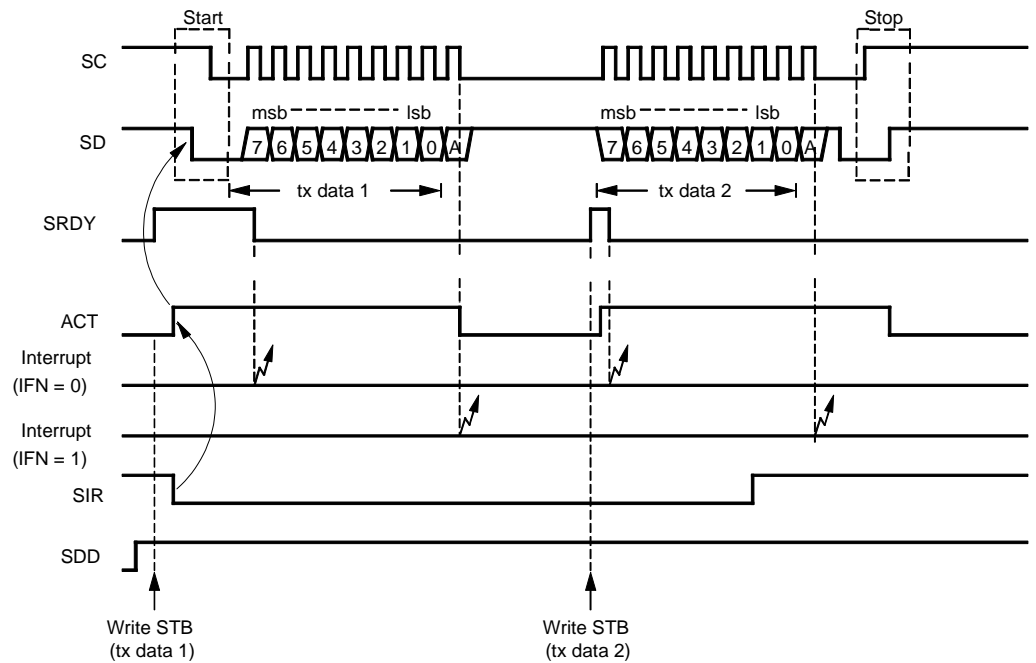 Start
Stop
SC
msb
lsb
msb
lsb
SD
7 6 5 4 3 2 1 0 A
7 6 5 4 3 2 1 0 A
tx data 1
tx data 2
SRDY
ACT
Interrupt
(IFN = 0)
Interrupt
(IFN = 1)
SIR
SDD
Write STB
(tx data 1)
Write STB
(tx data 2)